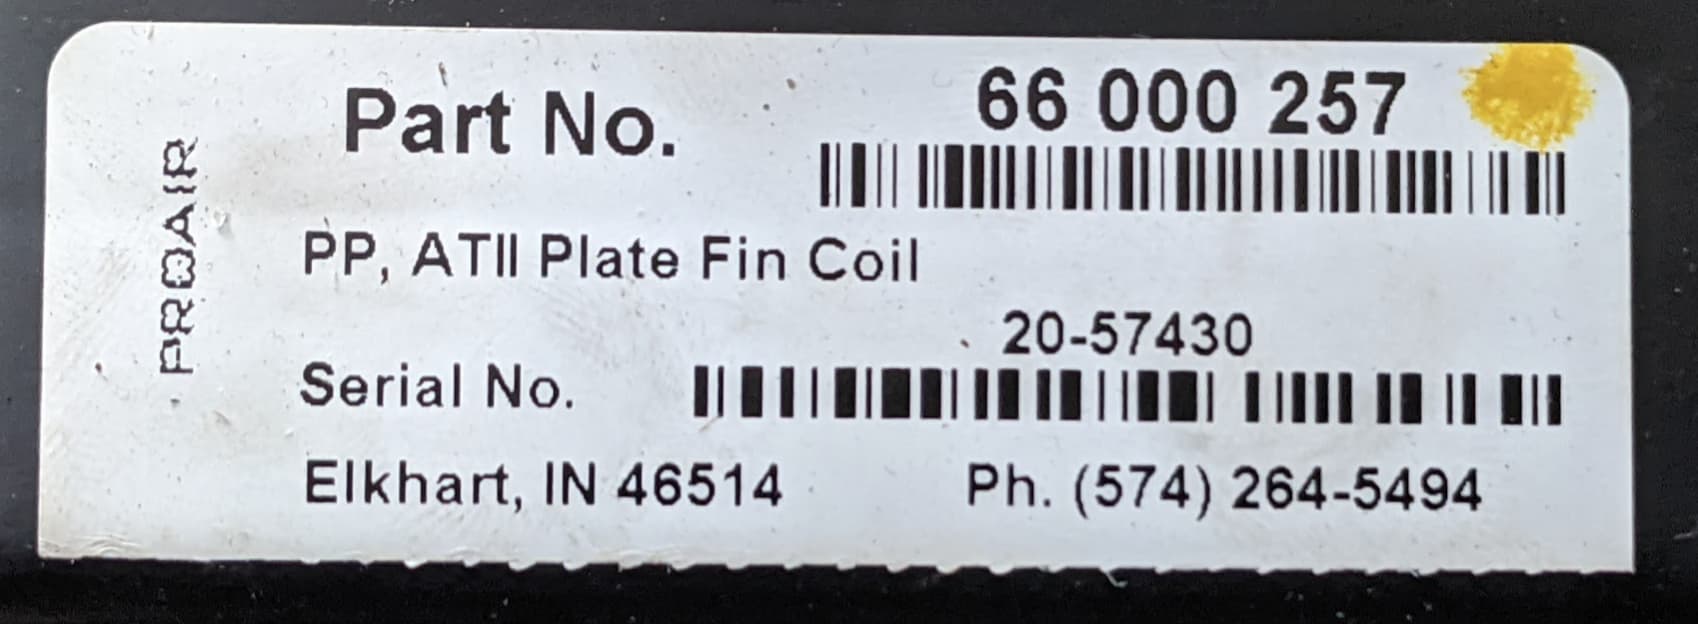 PROAIR
Part No. 66 000 257
PP, ATII Plate Fin Coil
20-57430
Serial No.
Elkhart, IN 46514 Ph. (574) 264-5494